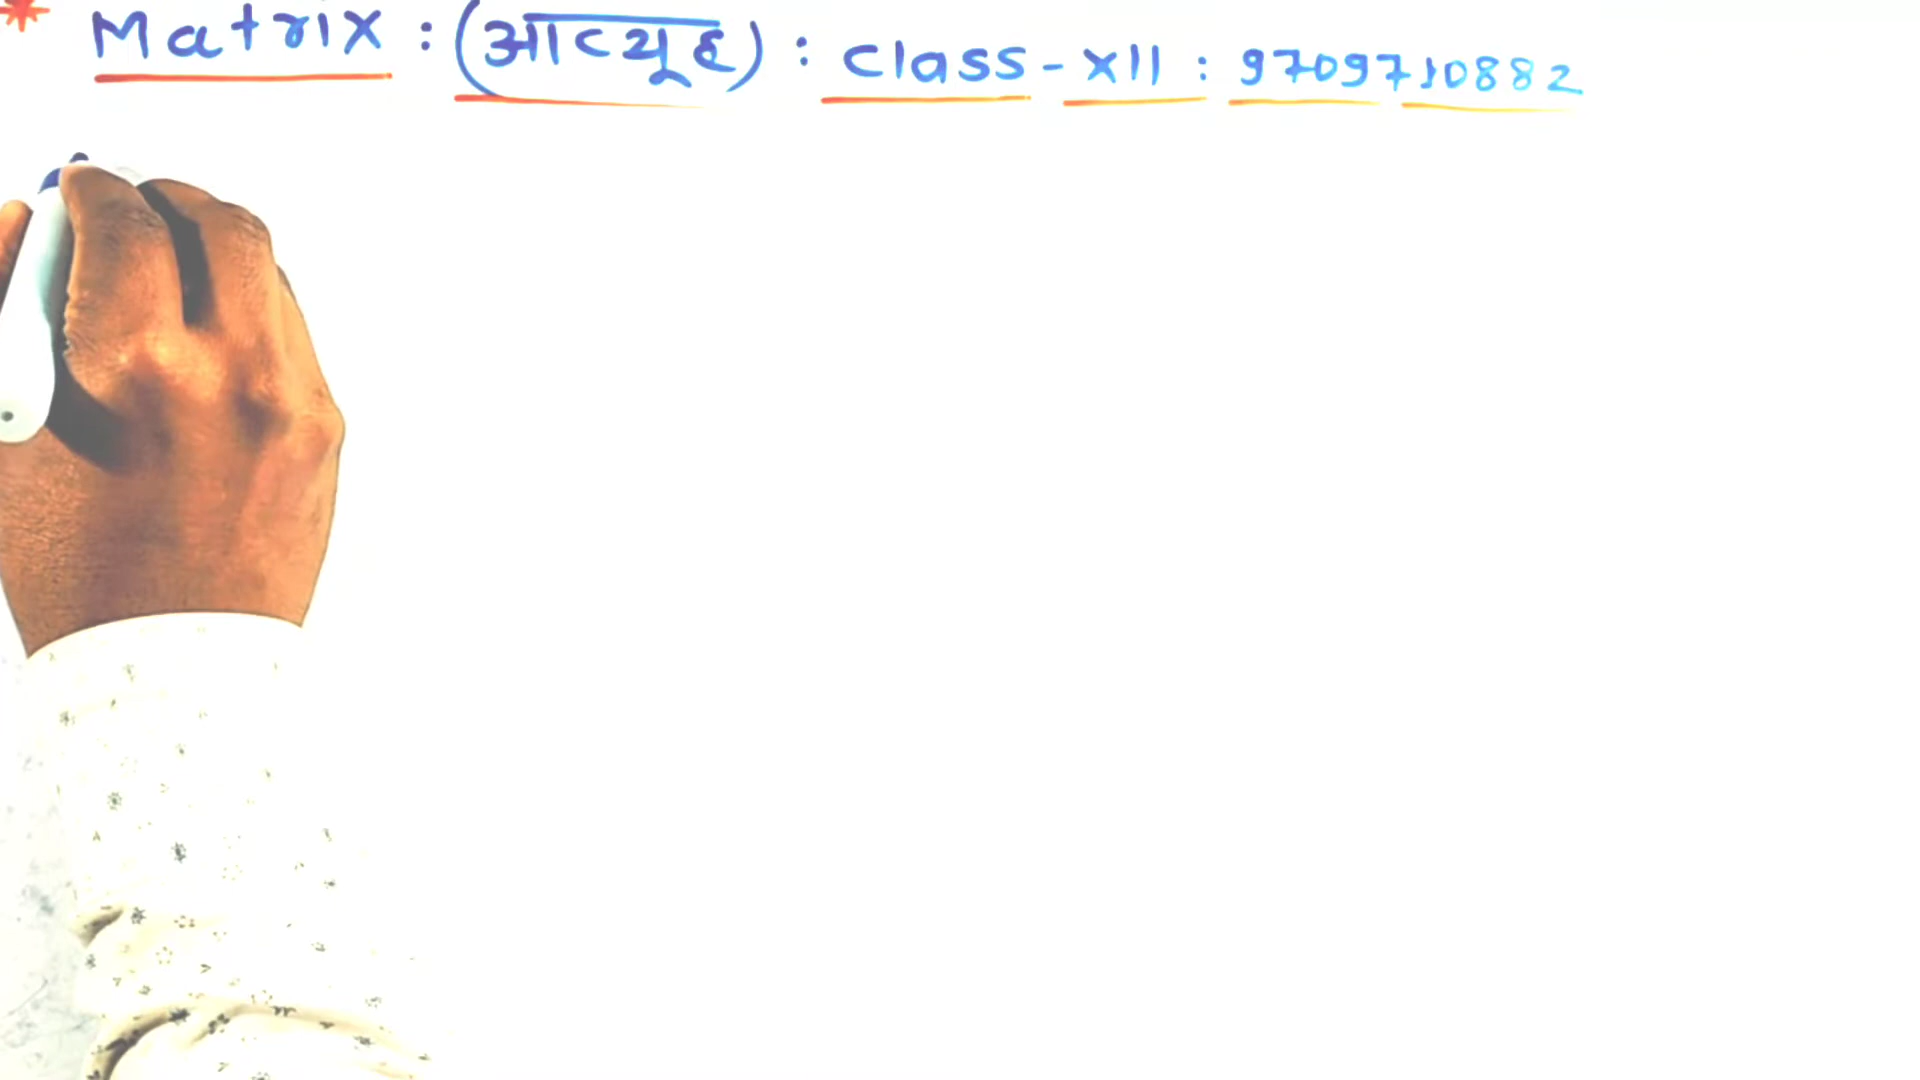 * Matrix : (आव्यूह) : Class - XII : 9709710882